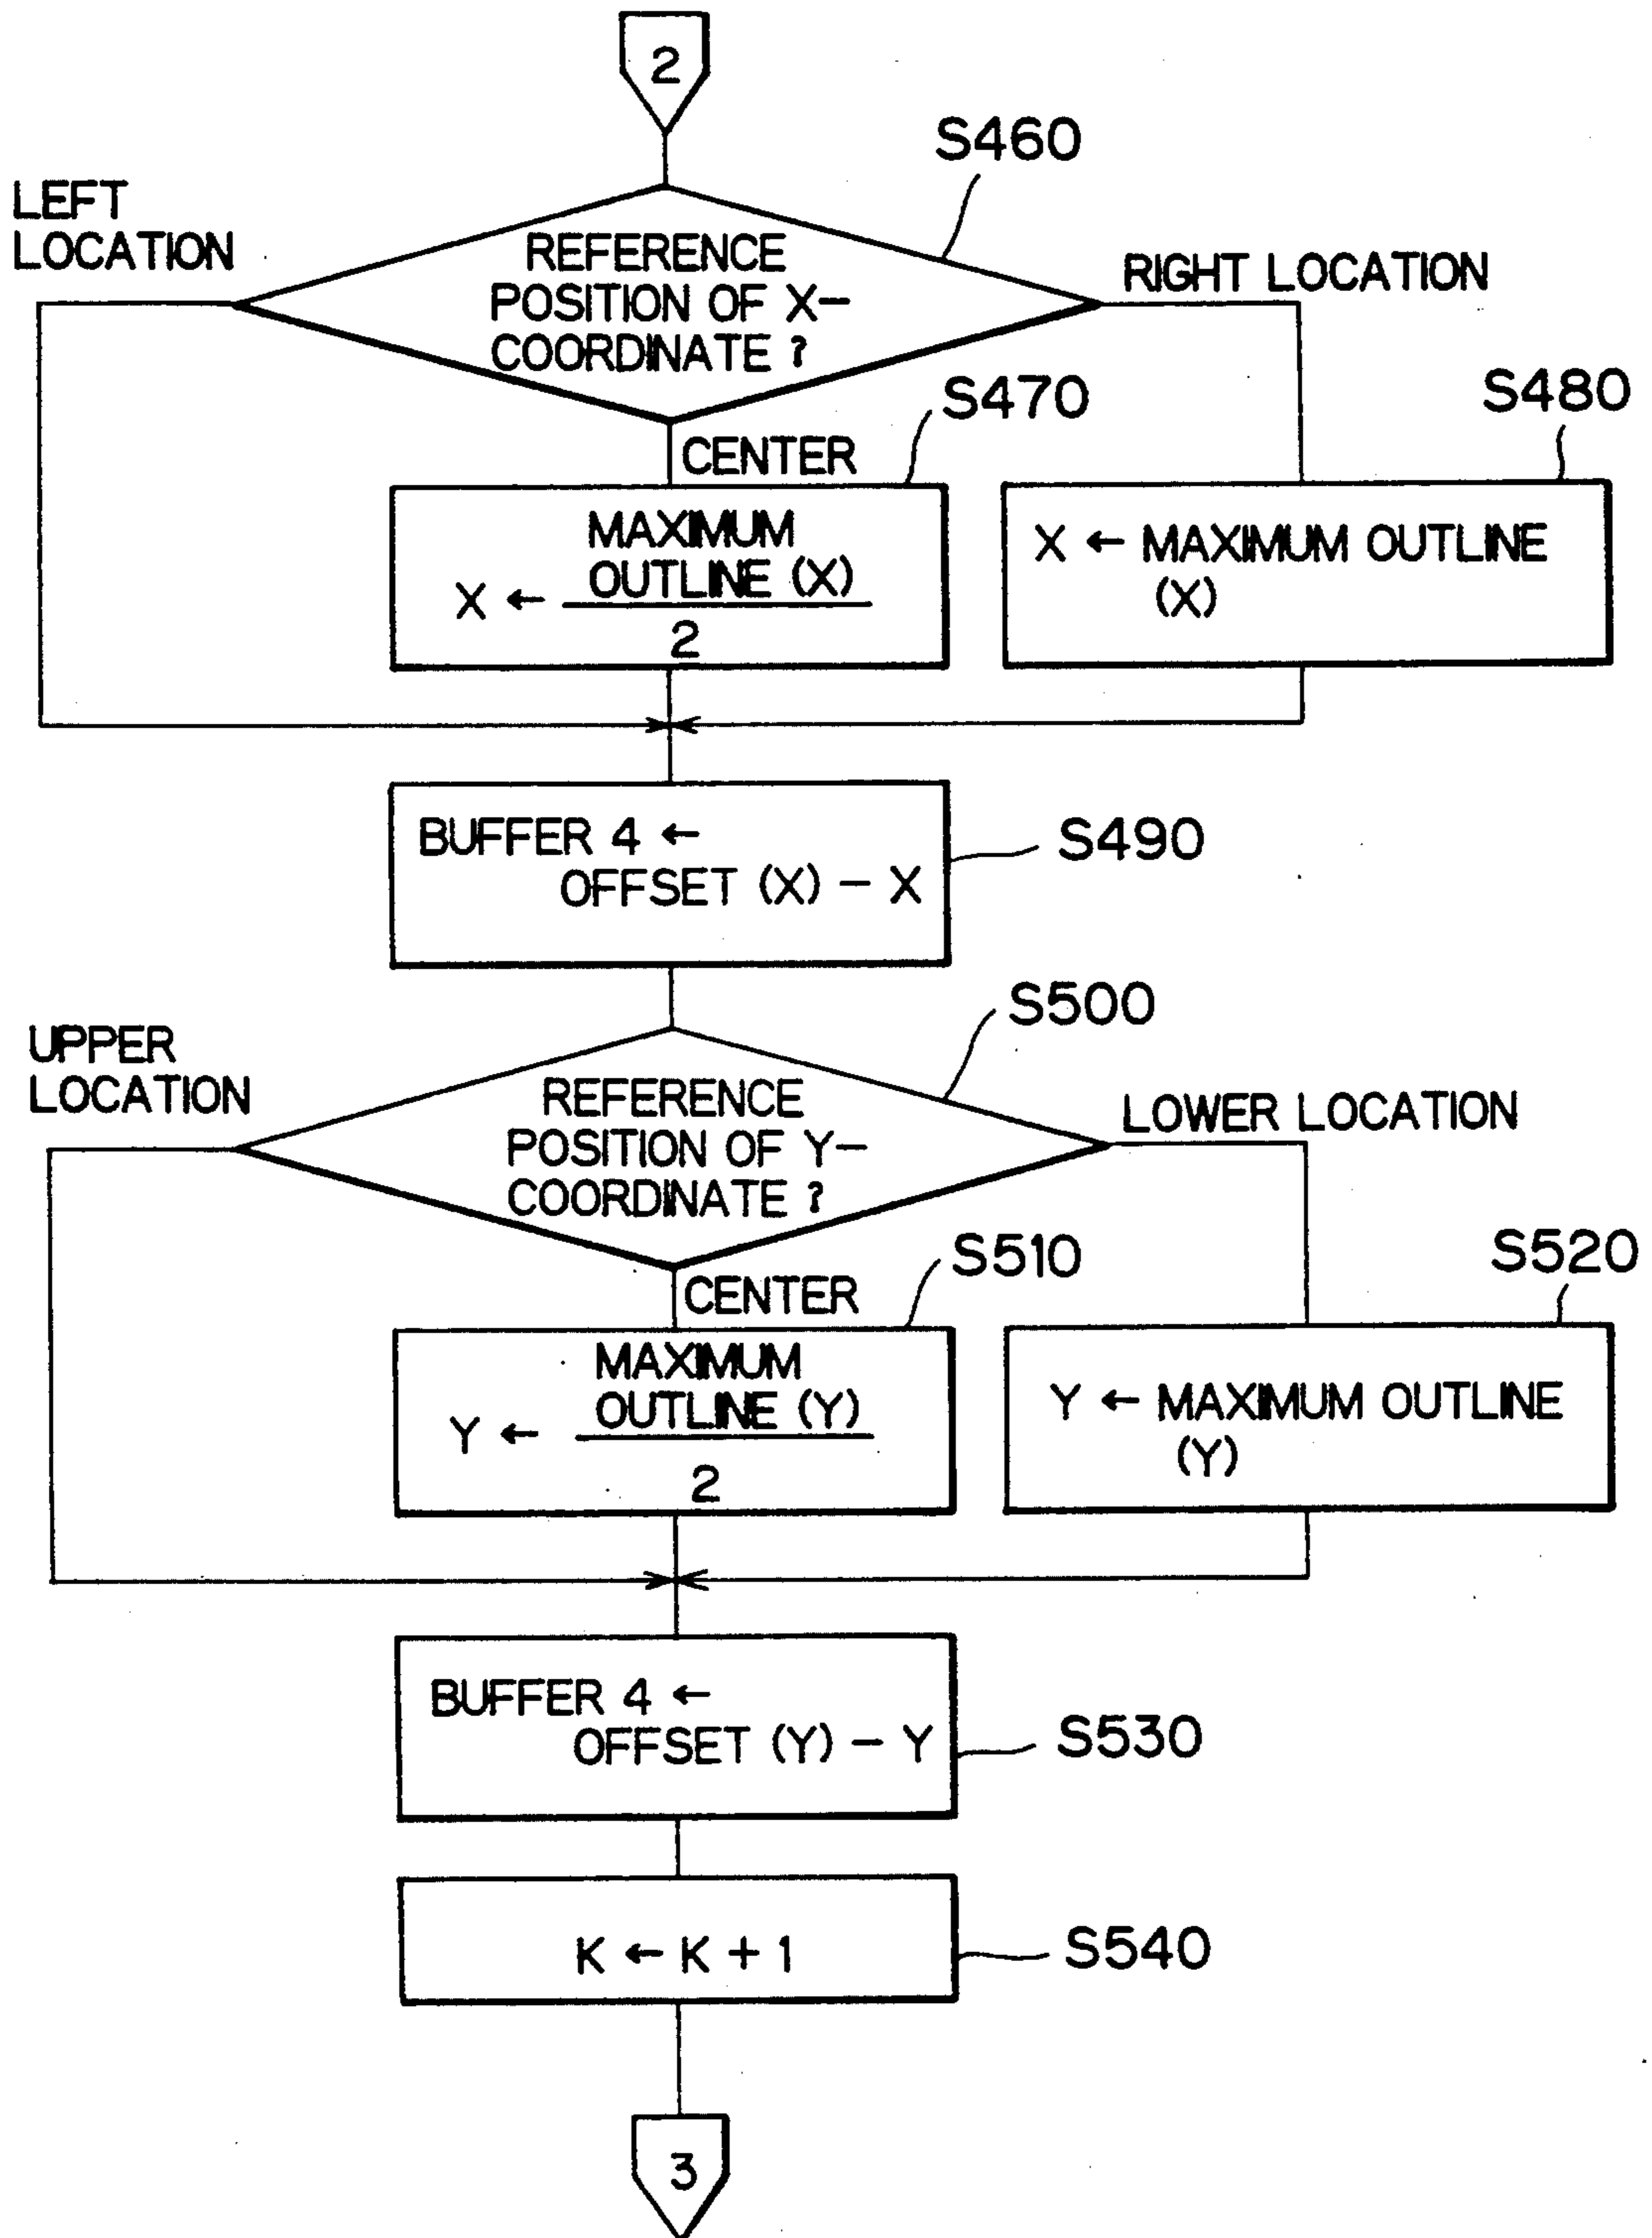 2
S460
LEFT
LOCATION
REFERENCE
POSITION OF X-
COORDINATE ?
RIGHT LOCATION
S470
S480
CENTER
MAXIMUM
OUTLINE (X)
X ←
2
X ← MAXIMUM OUTLINE
(X)
BUFFER 4 ←
OFFSET (X) - X
S490
S500
UPPER
LOCATION
REFERENCE
POSITION OF Y-
COORDINATE ?
LOWER LOCATION
S510
S520
CENTER
MAXIMUM
OUTLINE (Y)
Y ←
2
Y ← MAXIMUM OUTLINE
(Y)
BUFFER 4 ←
OFFSET (Y) - Y
S530
K ← K + 1
S540
3